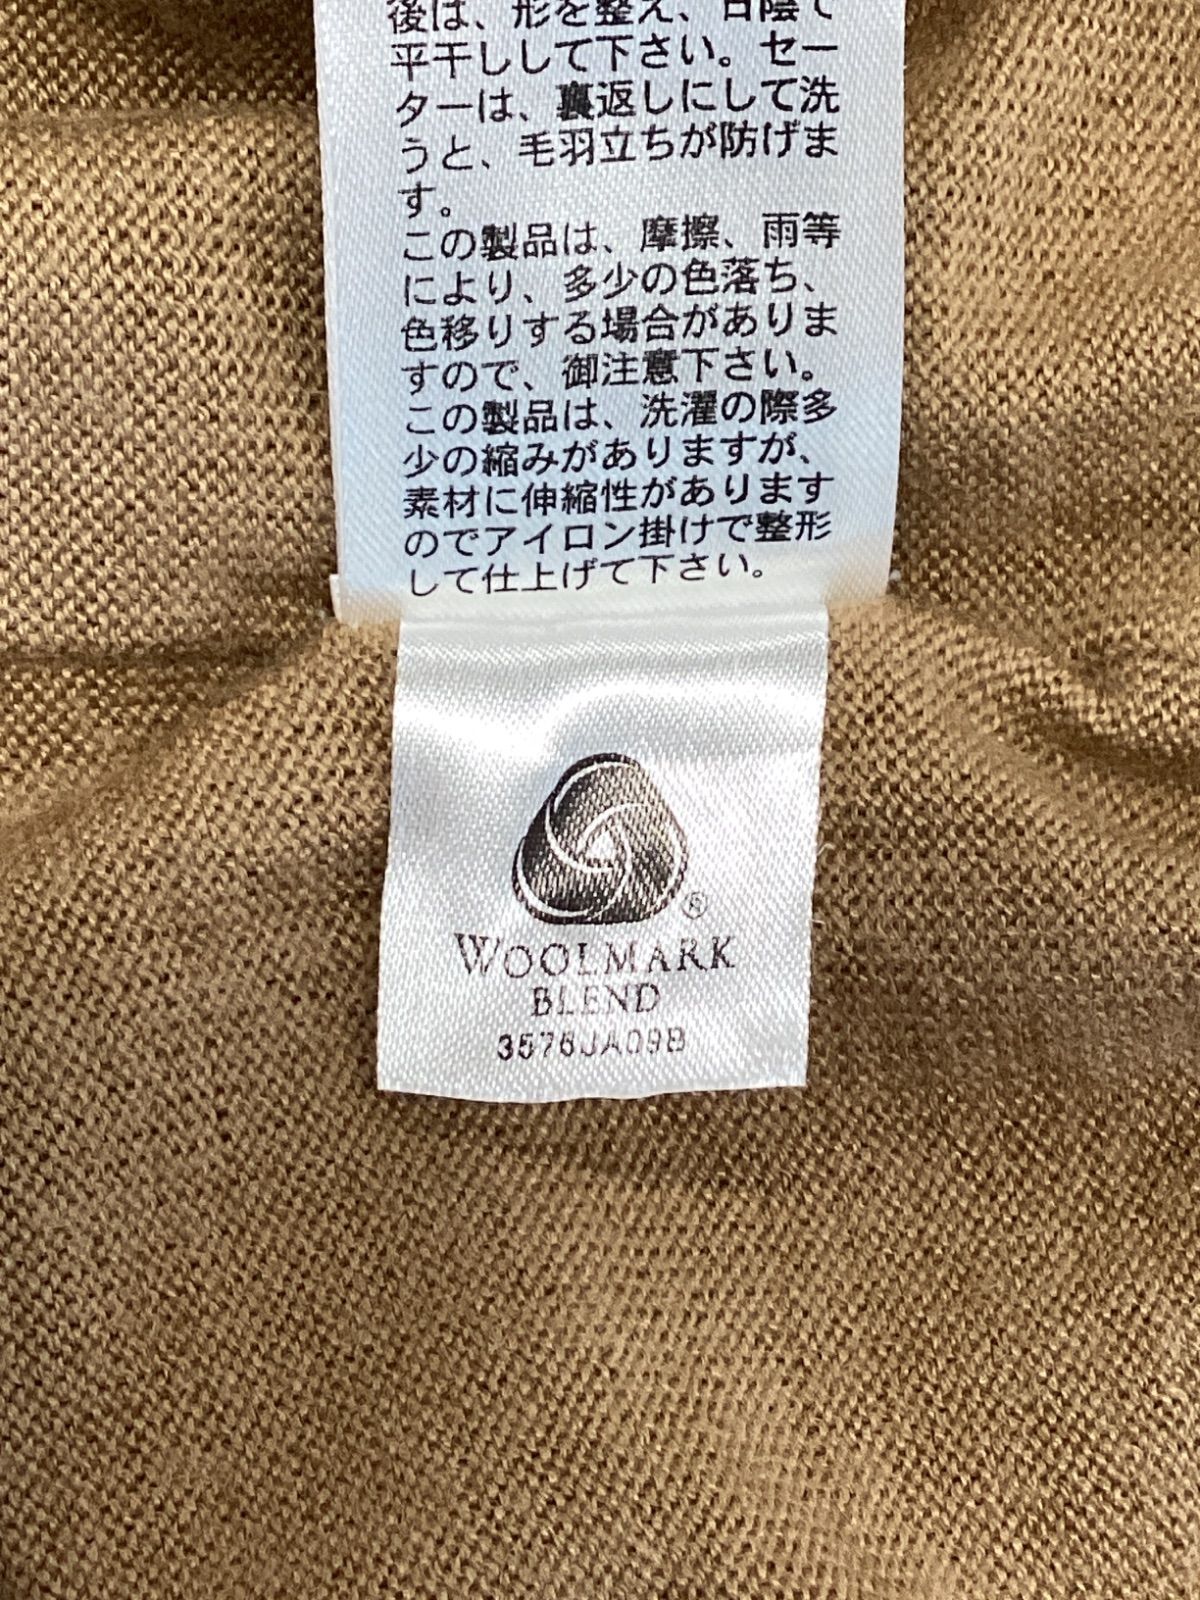 後は、形を整え、日陰で
平干しして下さい。セー
ターは、裏返しにして洗
うと、毛羽立ちが防げま
す。
この製品は、摩擦、雨等
により、多少の色落ち、
色移りする場合がありま
すので、御注意下さい。
この製品は、洗濯の際多
少の縮みがありますが、
素材に伸縮性があります
のでアイロン掛けで整形
して仕上げて下さい。
®
WOOLMARK
BLEND
3576JA09B